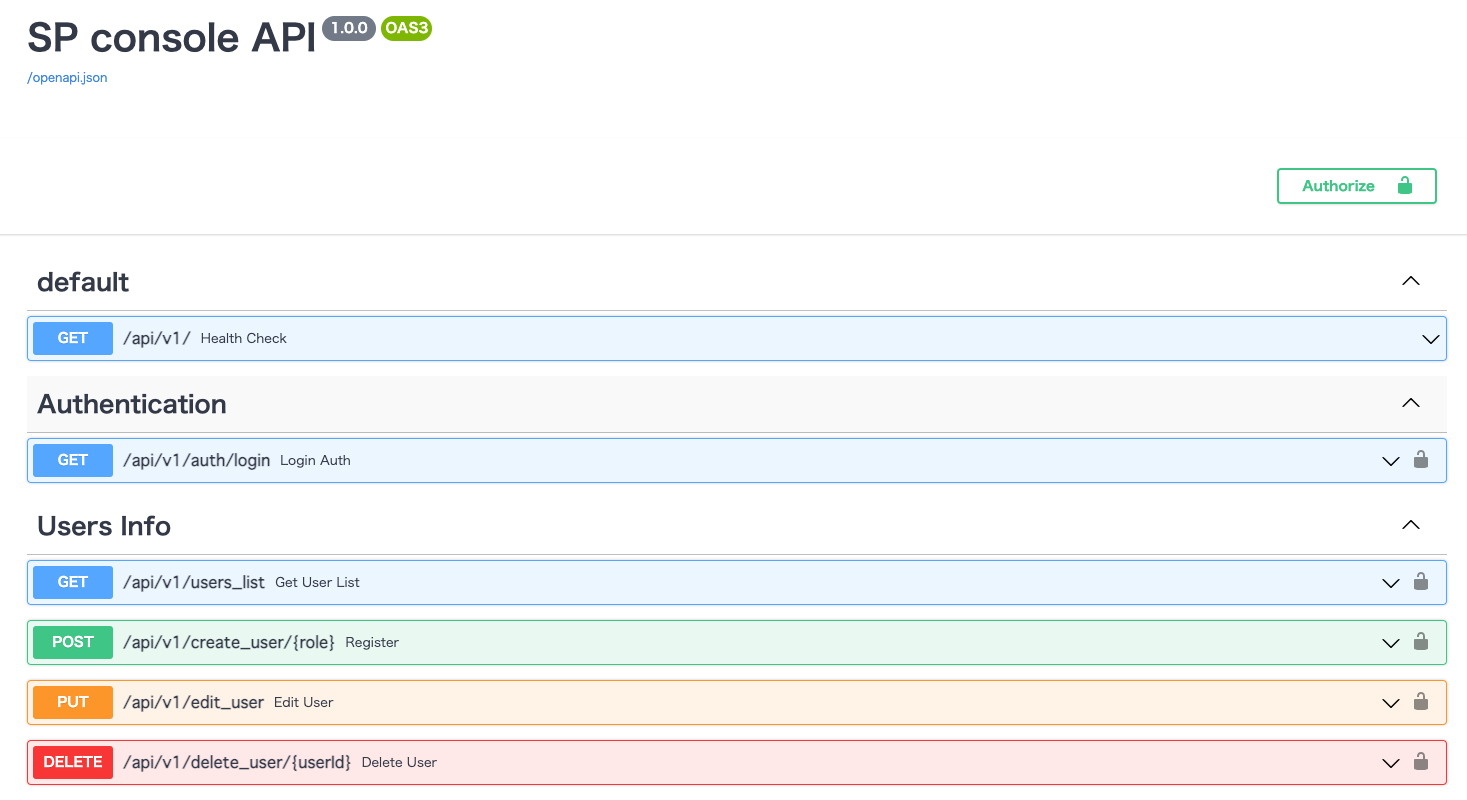 SP console API 1.0.0 OAS3
/openapi.json
Authorize
default
GET /api/v1/ Health Check
Authentication
GET /api/v1/auth/login Login Auth
Users Info
GET /api/v1/users_list Get User List
POST /api/v1/create_user/{role} Register
PUT /api/v1/edit_user Edit User
DELETE /api/v1/delete_user/{userId} Delete User